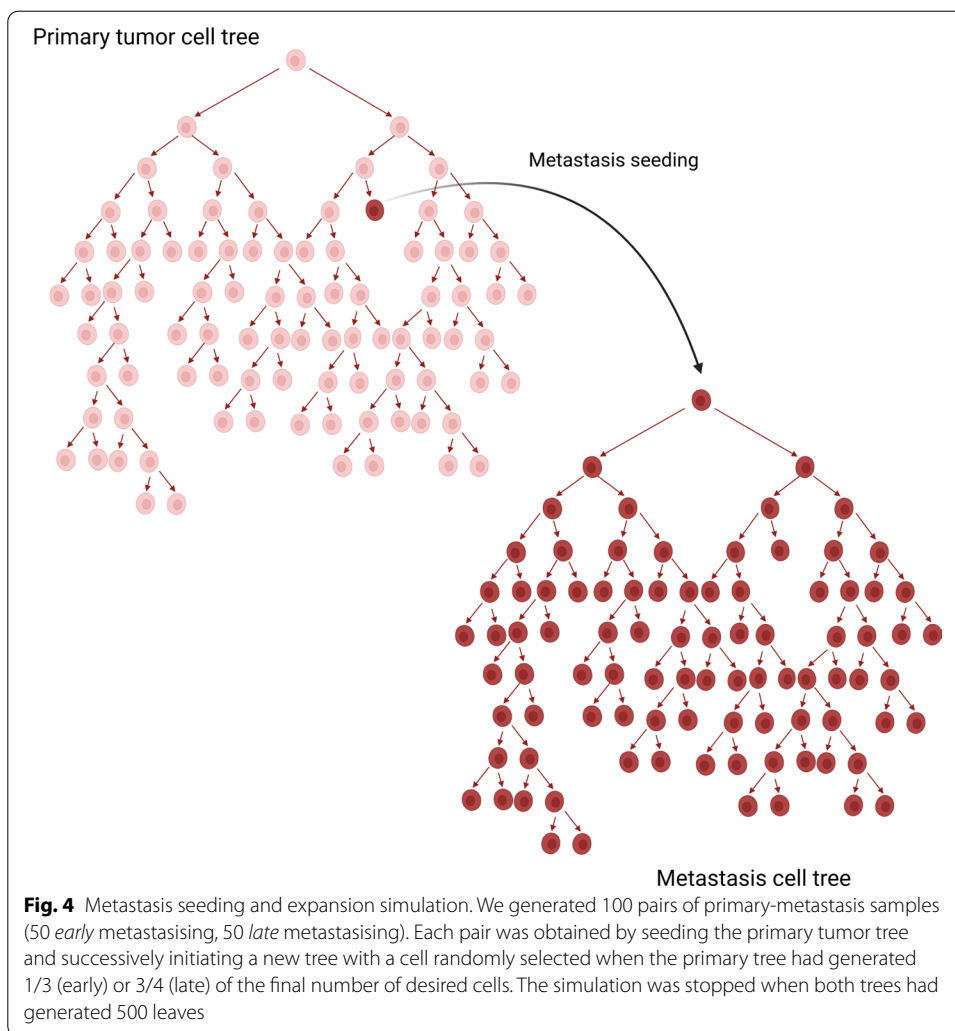 Primary tumor cell tree
Metastasis seeding
Metastasis cell tree
Fig. 4 Metastasis seeding and expansion simulation. We generated 100 pairs of primary-metastasis samples
(50 early metastasising, 50 late metastasising). Each pair was obtained by seeding the primary tumor tree
and successively initiating a new tree with a cell randomly selected when the primary tree had generated
1/3 (early) or 3/4 (late) of the final number of desired cells. The simulation was stopped when both trees had
generated 500 leaves